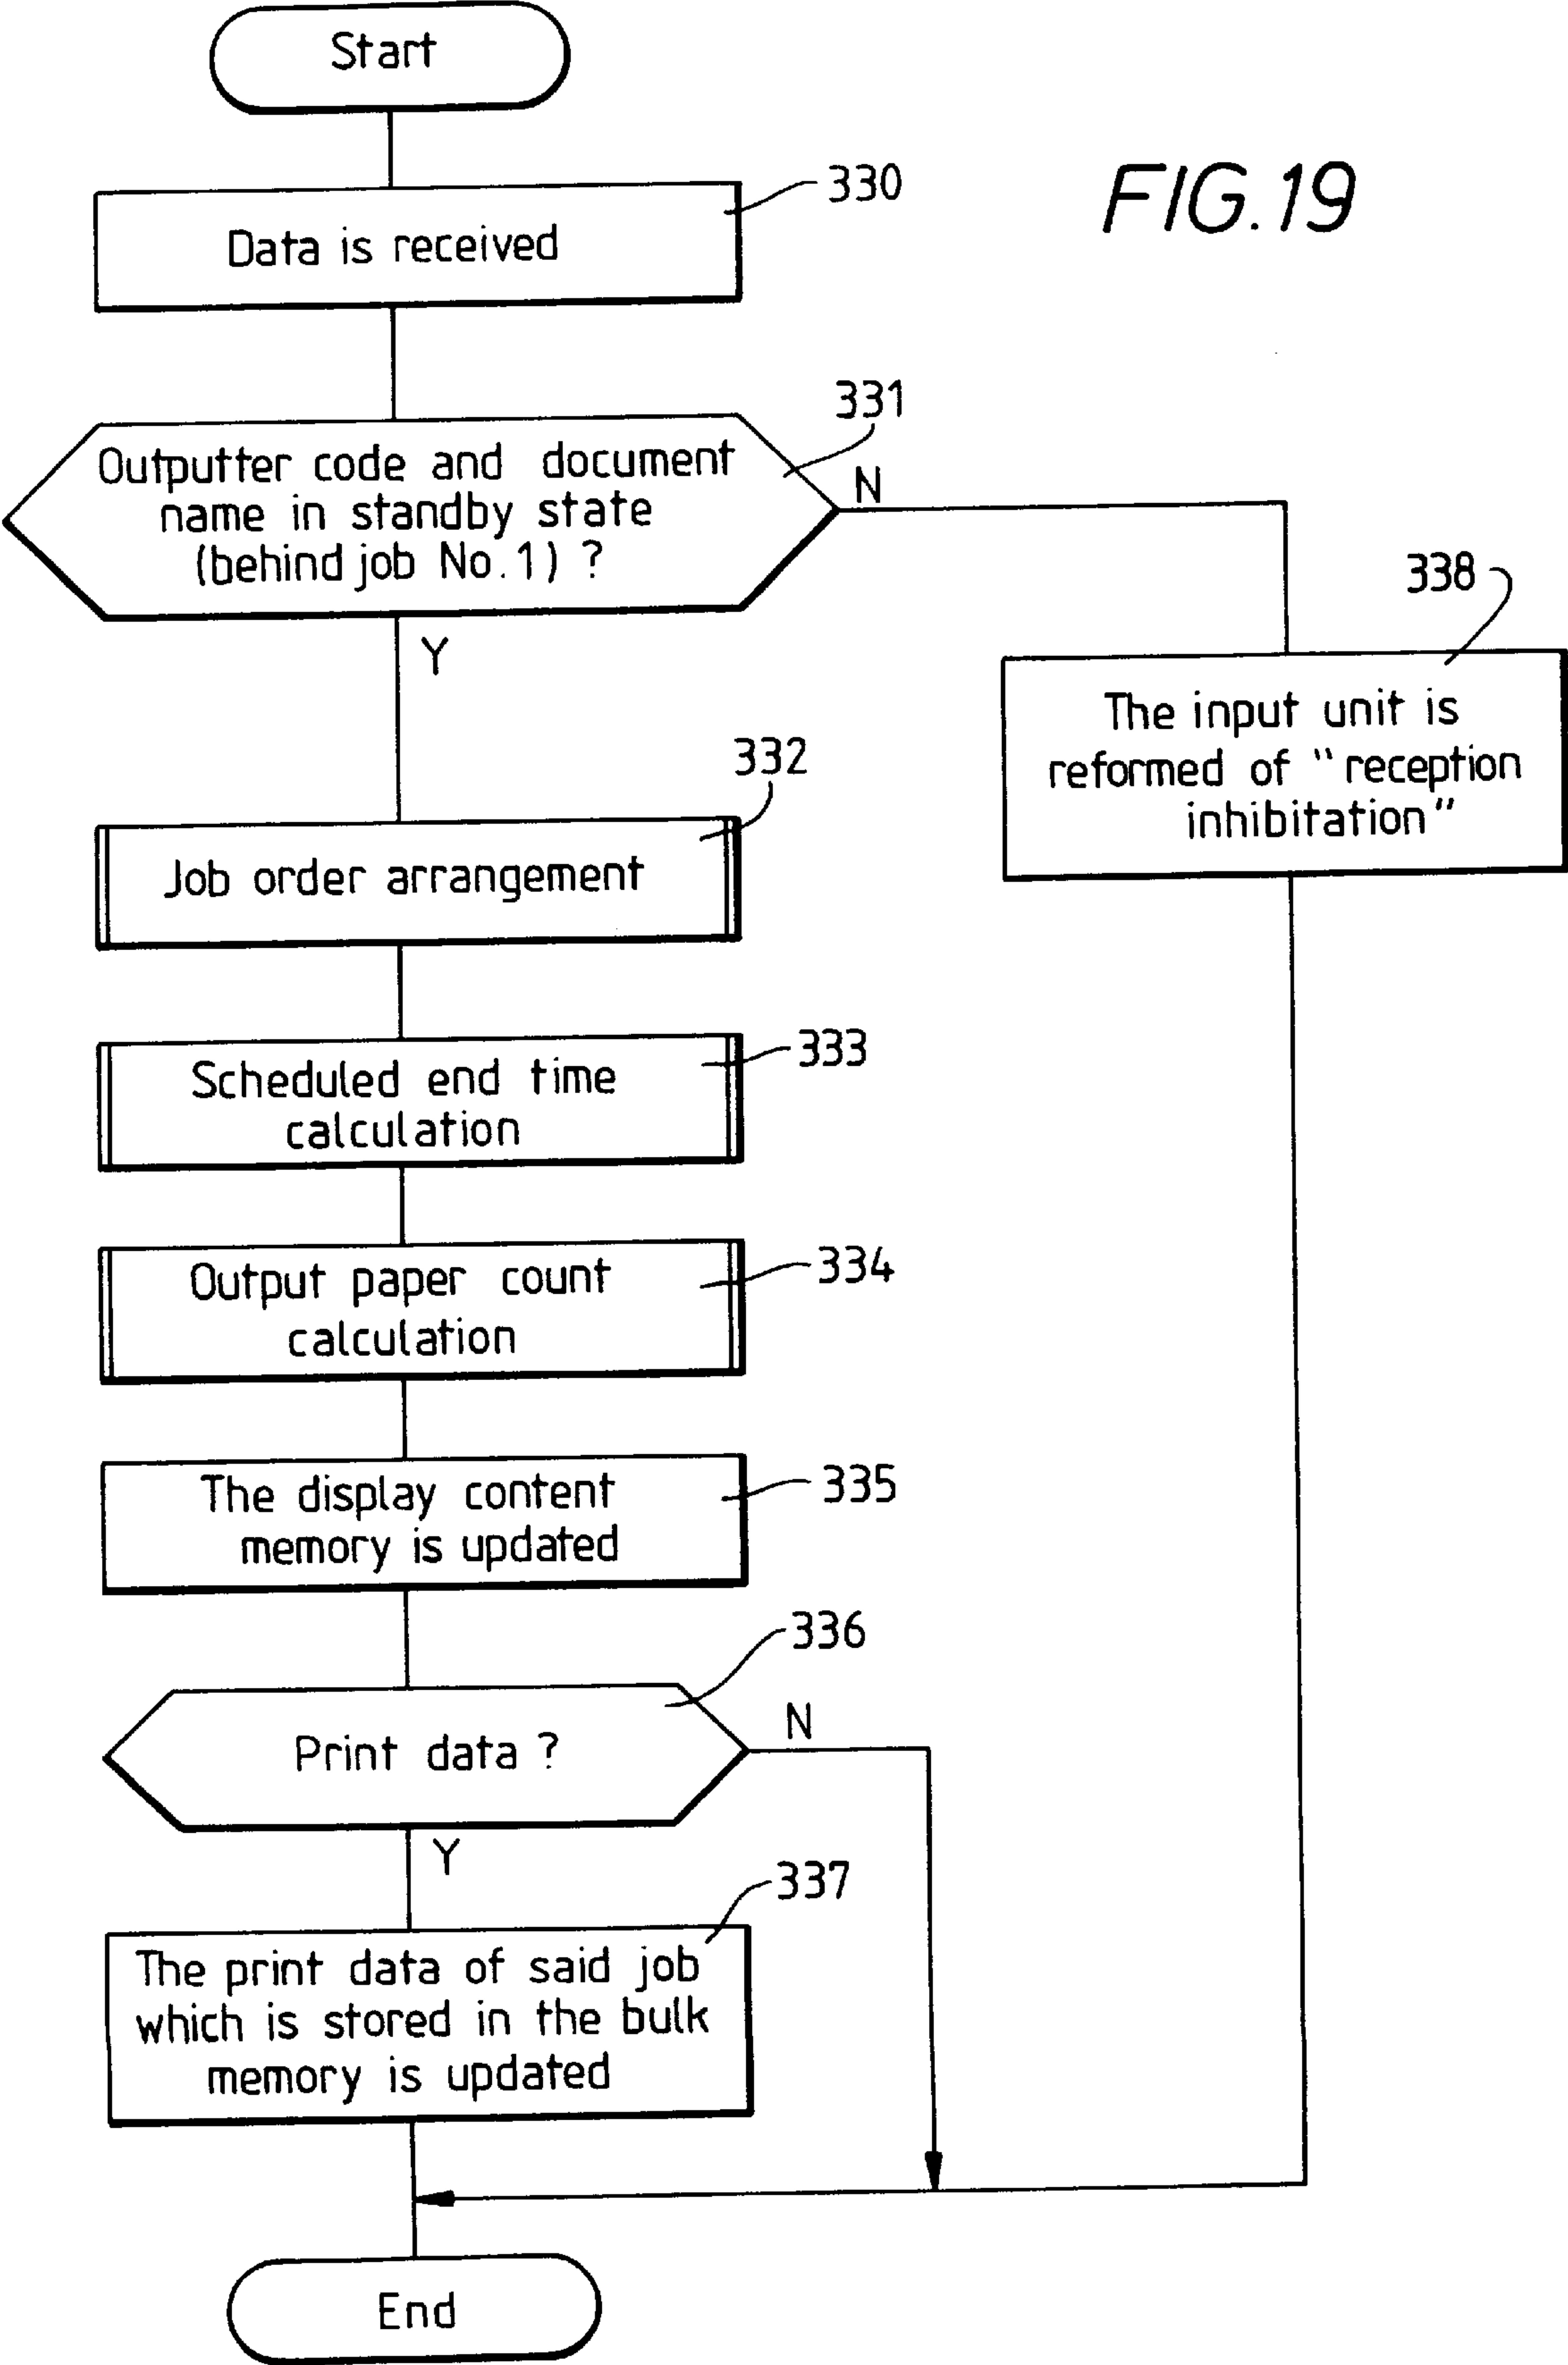 Start
FIG.19
330
Data is received
331
Outputter code and document
name in standby state
(behind job No.1) ?
N
Y
338
The input unit is
reformed of "reception
inhibitation"
332
Job order arrangement
333
Scheduled end time
calculation
334
Output paper count
calculation
335
The display content
memory is updated
336
Print data ?
N
Y
337
The print data of said job
which is stored in the bulk
memory is updated
End